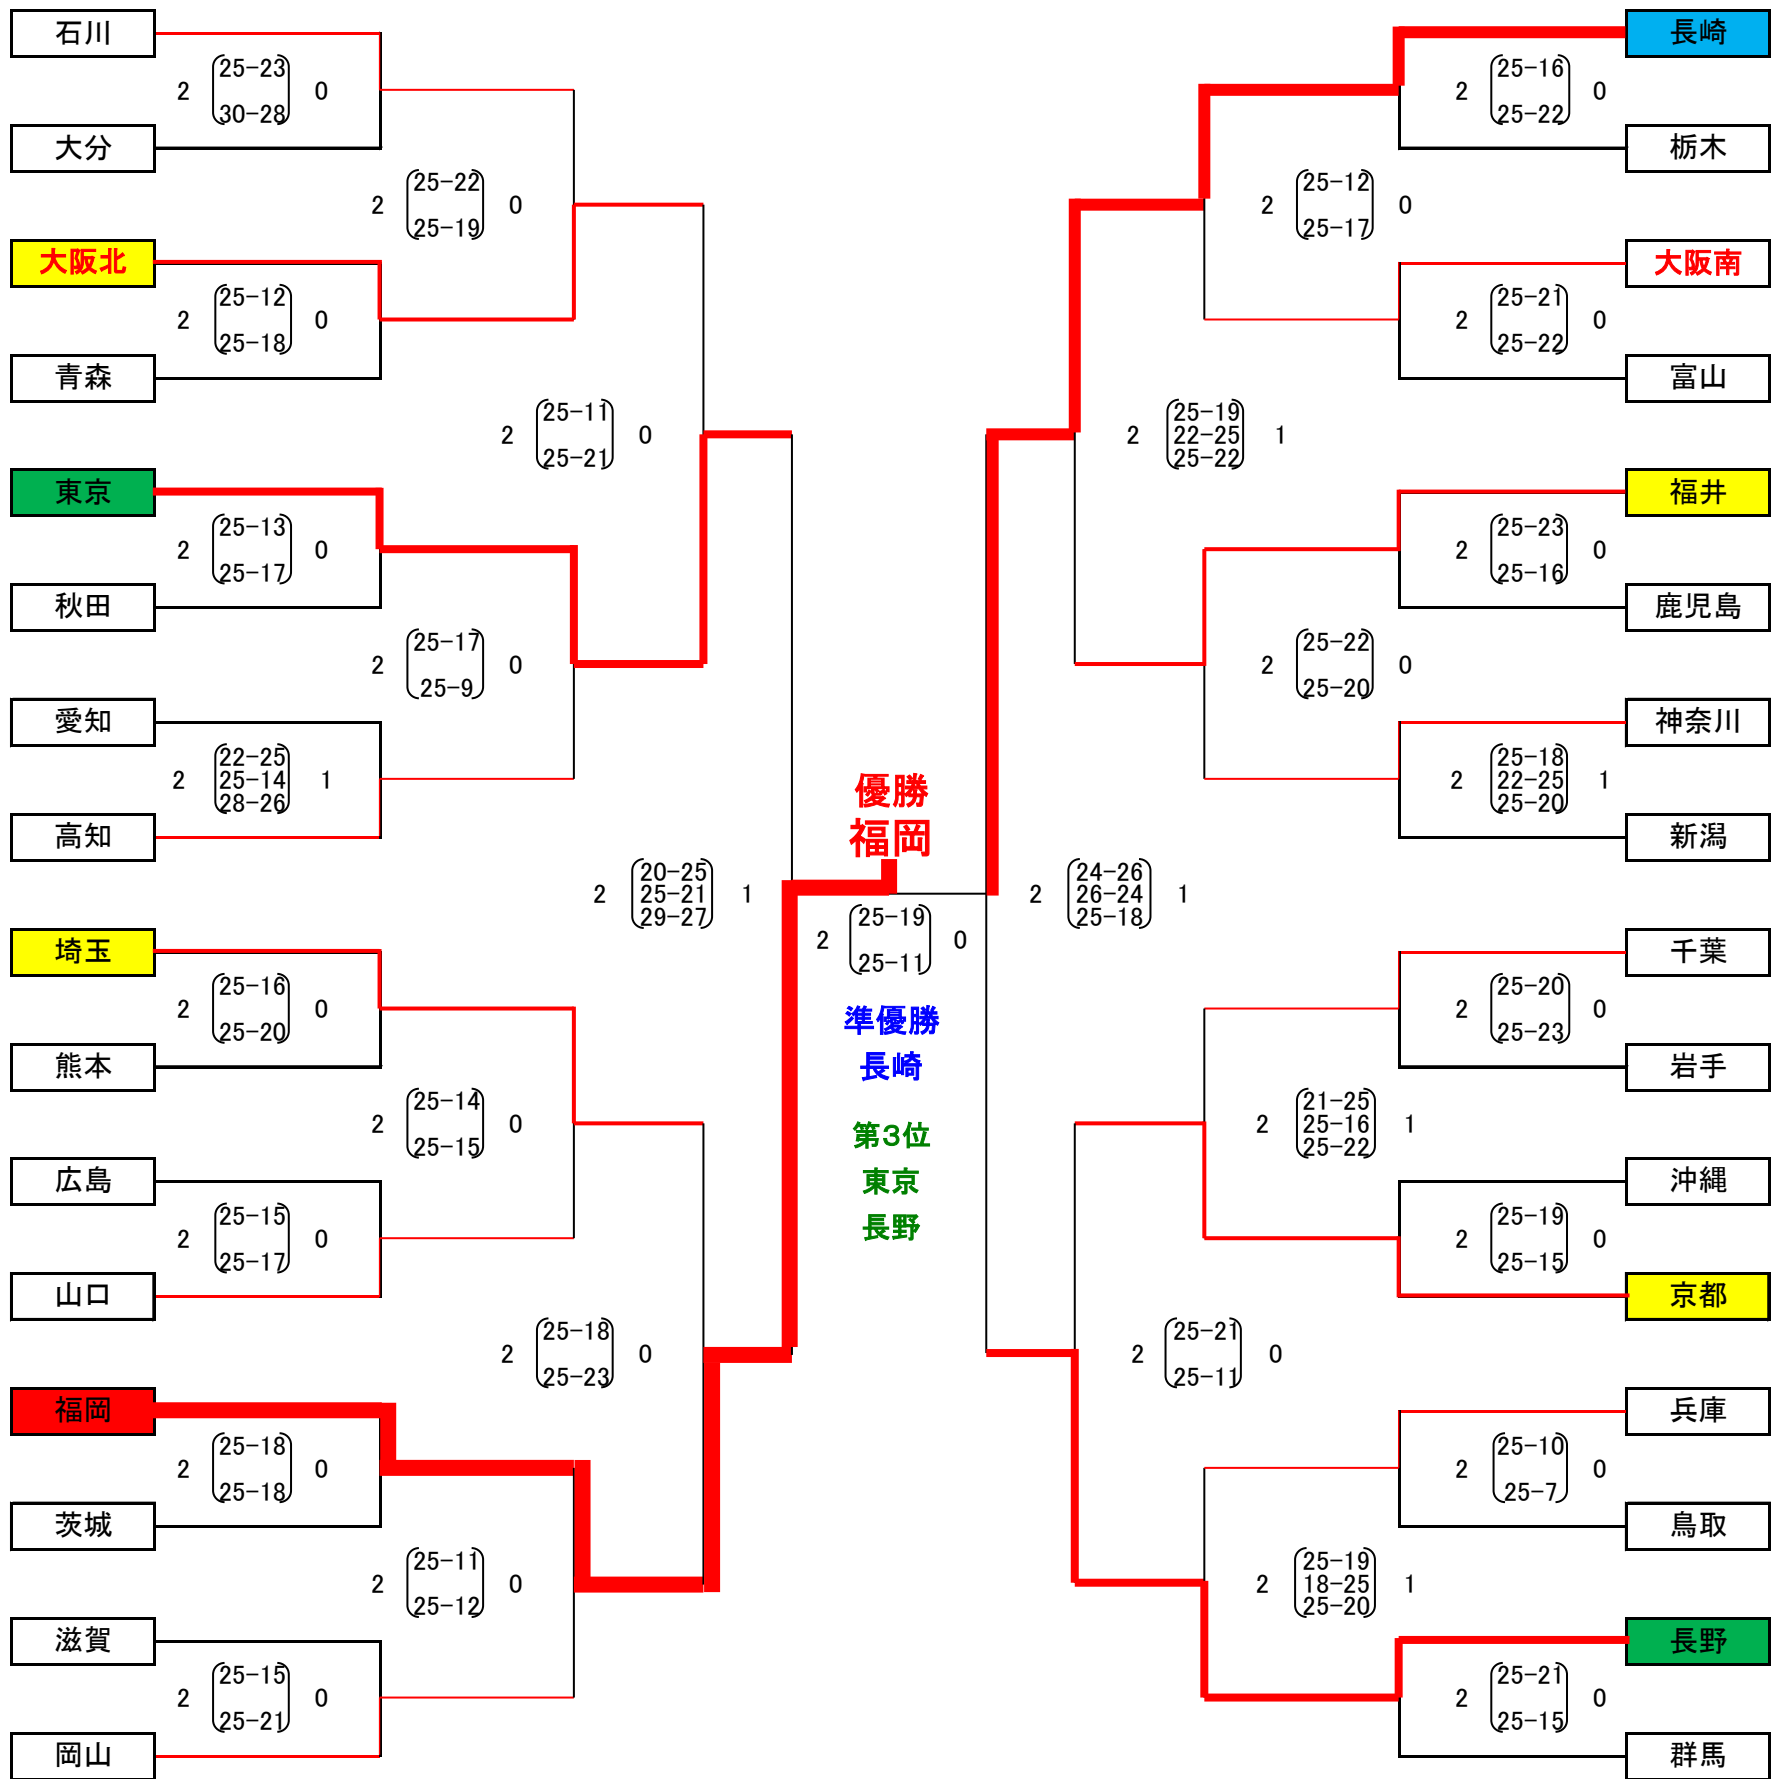 石川
25-23
2 0
30-28
大分
25-22
2 0
25-19
大阪北
25-12
2 0
25-18
青森
25-11
2 0
25-21
東京
25-13
2 0
25-17
秋田
25-17
2 0
25-9
愛知
22-25
2 25-14 1
28-26
高知
20-25
2 25-21 1
29-27
埼玉
25-16
2 0
25-20
熊本
25-14
2 0
25-15
広島
25-15
2 0
25-17
山口
25-18
2 0
25-23
福岡
25-18
2 0
25-18
茨城
25-11
2 0
25-12
滋賀
25-15
2 0
25-21
岡山
優勝
福岡
25-19
2 0
25-11
準優勝
長崎
第3位
東京
長野
長崎
25-16
2 0
25-22
栃木
25-12
2 0
25-17
大阪南
25-21
2 0
25-22
富山
25-19
2 22-25 1
25-22
福井
25-23
2 0
25-16
鹿児島
25-22
2 0
25-20
神奈川
25-18
2 22-25 1
25-20
新潟
24-26
2 26-24 1
25-18
千葉
25-20
2 0
25-23
岩手
21-25
2 25-16 1
25-22
沖縄
25-19
2 0
25-15
京都
25-21
2 0
25-11
兵庫
25-10
2 0
25-7
鳥取
25-19
2 18-25 1
25-20
長野
25-21
2 0
25-15
群馬